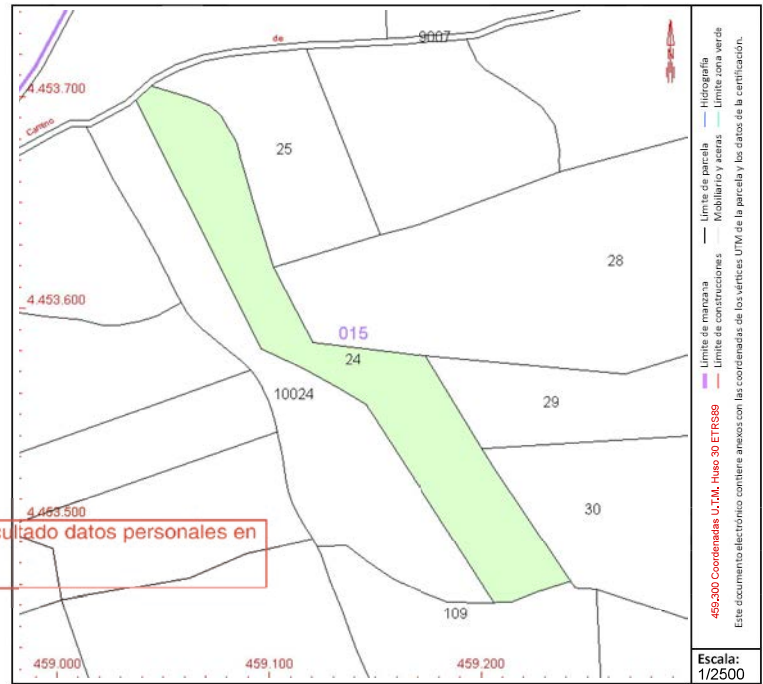 de
9007
4.453.700
Camino
25
28
4.453.600
015
24
10024
29
4.453.500
ultado datos personales en
30
109
459.000
459.100
459.200
Límite de manzana
Límite de parcela
Hidrografía
Límite de construcciones
Mobiliario y aceras
Límite zona verde
459,300 Coordenadas U.T.M. Huso 30 ETRS89
Este documento electrónico contiene anexos con las coordenadas de los vértices UTM de la parcela y los datos de la certificación.
Escala:
1/2500